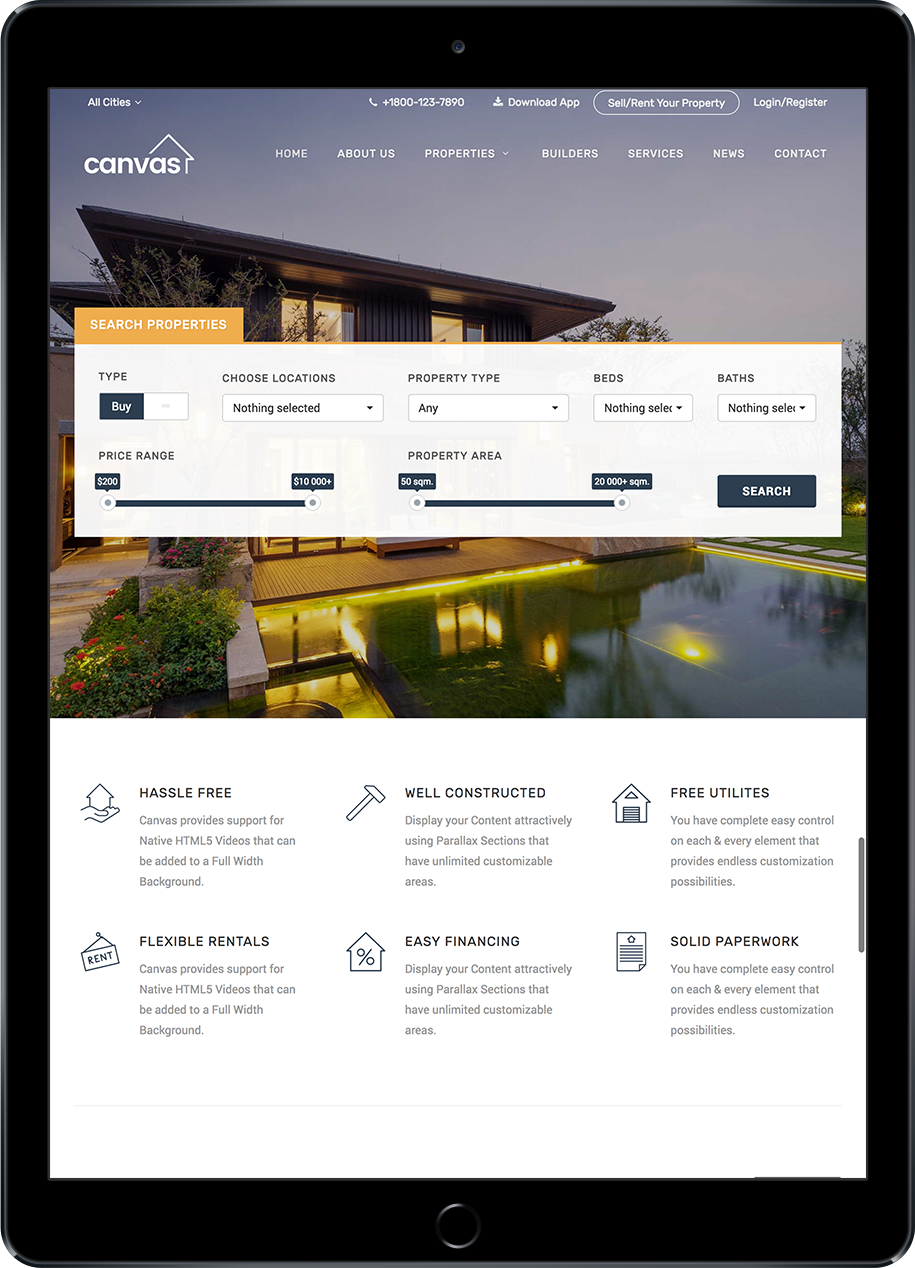 All Cities
+1800-123-7890
Download App
Sell/Rent Your Property
Login/Register
canvas
HOME
ABOUT US
PROPERTIES
BUILDERS
SERVICES
NEWS
CONTACT
SEARCH PROPERTIES
TYPE
CHOOSE LOCATIONS
PROPERTY TYPE
BEDS
BATHS
Buy
Nothing selected
Any
Nothing selec
Nothing selec
PRICE RANGE
PROPERTY AREA
$200
$10 000+
50 sqm.
20 000+ sqm.
SEARCH
HASSLE FREE
Canvas provides support for
Native HTML5 Videos that can
be added to a Full Width
Background.
WELL CONSTRUCTED
Display your Content attractively
using Parallax Sections that
have unlimited customizable
areas.
FREE UTILITES
You have complete easy control
on each & every element that
provides endless customization
possibilities.
RENT
FLEXIBLE RENTALS
Canvas provides support for
Native HTML5 Videos that can
be added to a Full Width
Background.
%
EASY FINANCING
Display your Content attractively
using Parallax Sections that
have unlimited customizable
areas.
SOLID PAPERWORK
You have complete easy control
on each & every element that
provides endless customization
possibilities.